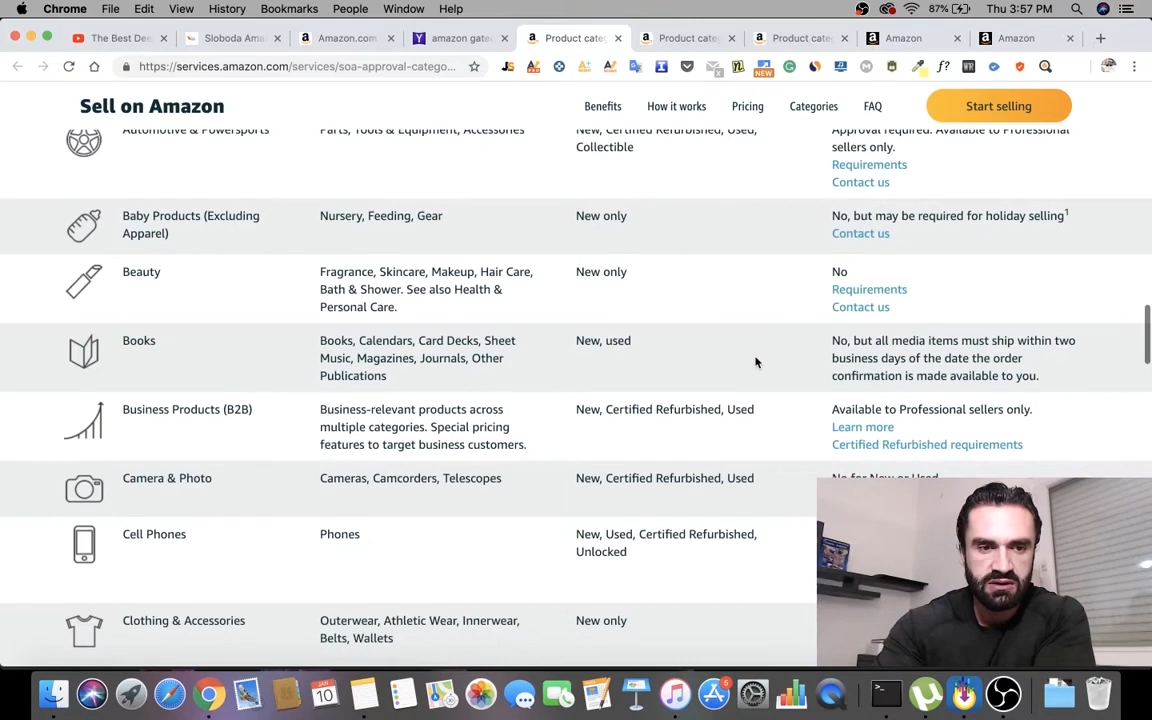 Chrome File Edit View History Bookmarks People Window Help 87% Thu 3:57 PM
The Best Dee Sloboda Ama Amazon.com amazon gate Product cate Product cate Product cate Amazon Amazon
https://services.amazon.com/services/soa-approval-catego...
Sell on Amazon Benefits How it works Pricing Categories FAQ Start selling
Automotive & Powersports Parts, Tools & Equipment, Accessories New, Certified Refurbished, Used, Approval required. Available to Professional
Collectible sellers only.
Requirements
Contact us
Baby Products (Excluding Nursery, Feeding, Gear New only No, but may be required for holiday selling1
Apparel) Contact us
Beauty Fragrance, Skincare, Makeup, Hair Care, New only No
Bath & Shower. See also Health & Requirements
Personal Care. Contact us
Books Books, Calendars, Card Decks, Sheet New, used No, but all media items must ship within two
Music, Magazines, Journals, Other business days of the date the order
Publications confirmation is made available to you.
Business Products (B2B) Business-relevant products across New, Certified Refurbished, Used Available to Professional sellers only.
multiple categories. Special pricing Learn more
features to target business customers. Certified Refurbished requirements
Camera & Photo Cameras, Camcorders, Telescopes New, Certified Refurbished, Used No for New or Used
Cell Phones Phones New, Used, Certified Refurbished,
Unlocked
Clothing & Accessories Outerwear, Athletic Wear, Innerwear, New only
Belts, Wallets